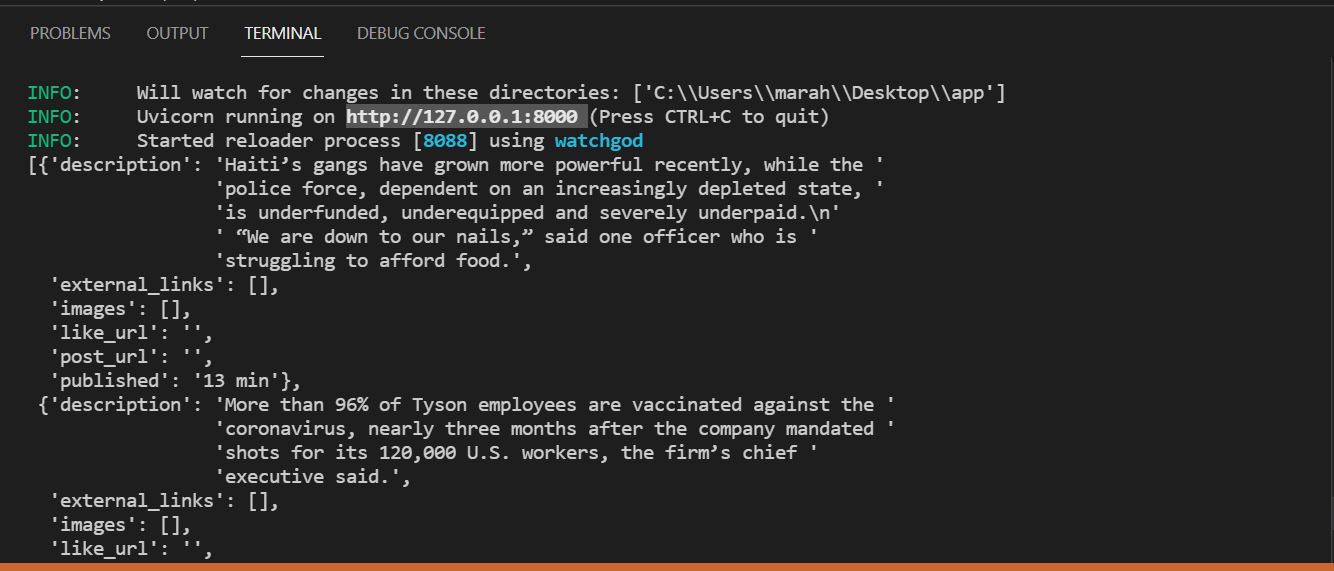 PROBLEMS OUTPUT TERMINAL DEBUG CONSOLE
INFO: Will watch for changes in these directories: ['C:\\Users\\marah\\Desktop\\app']
INFO: Uvicorn running on http://127.0.0.1:8000 (Press CTRL+C to quit)
INFO: Started reloader process [8088] using watchgod
[{'description': 'Haiti’s gangs have grown more powerful recently, while the '
'police force, dependent on an increasingly depleted state, '
'is underfunded, underequipped and severely underpaid.\n'
' “We are down to our nails,” said one officer who is '
'struggling to afford food.',
'external_links': [],
'images': [],
'like_url': '',
'post_url': '',
'published': '13 min'},
{'description': 'More than 96% of Tyson employees are vaccinated against the '
'coronavirus, nearly three months after the company mandated '
'shots for its 120,000 U.S. workers, the firm’s chief '
'executive said.',
'external_links': [],
'images': [],
'like_url': '',